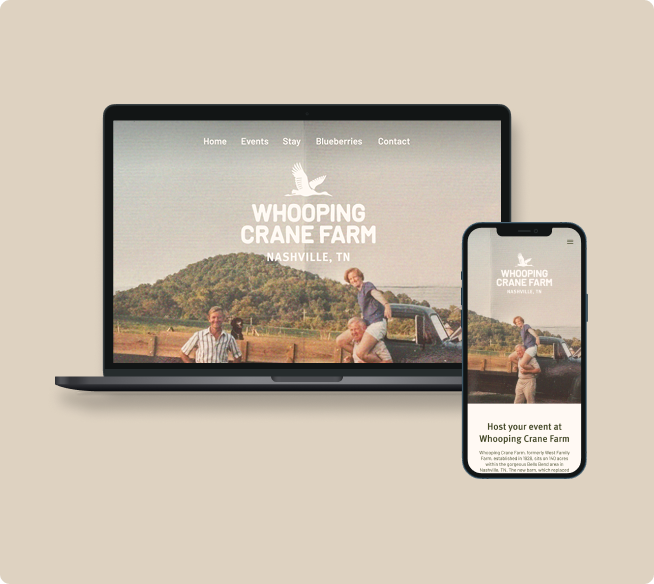 Home Events Stay Blueberries Contact
WHOOPING
CRANE FARM
NASHVILLE, TN
WHOOPING
CRANE FARM
NASHVILLE, TN
Host your event at
Whooping Crane Farm
Whooping Crane Farm, formerly West Family
Farm, established in 1928, sits on 140 acres
within the gorgeous Bells Bend area in
Nashville, TN. The new barn, which replaced